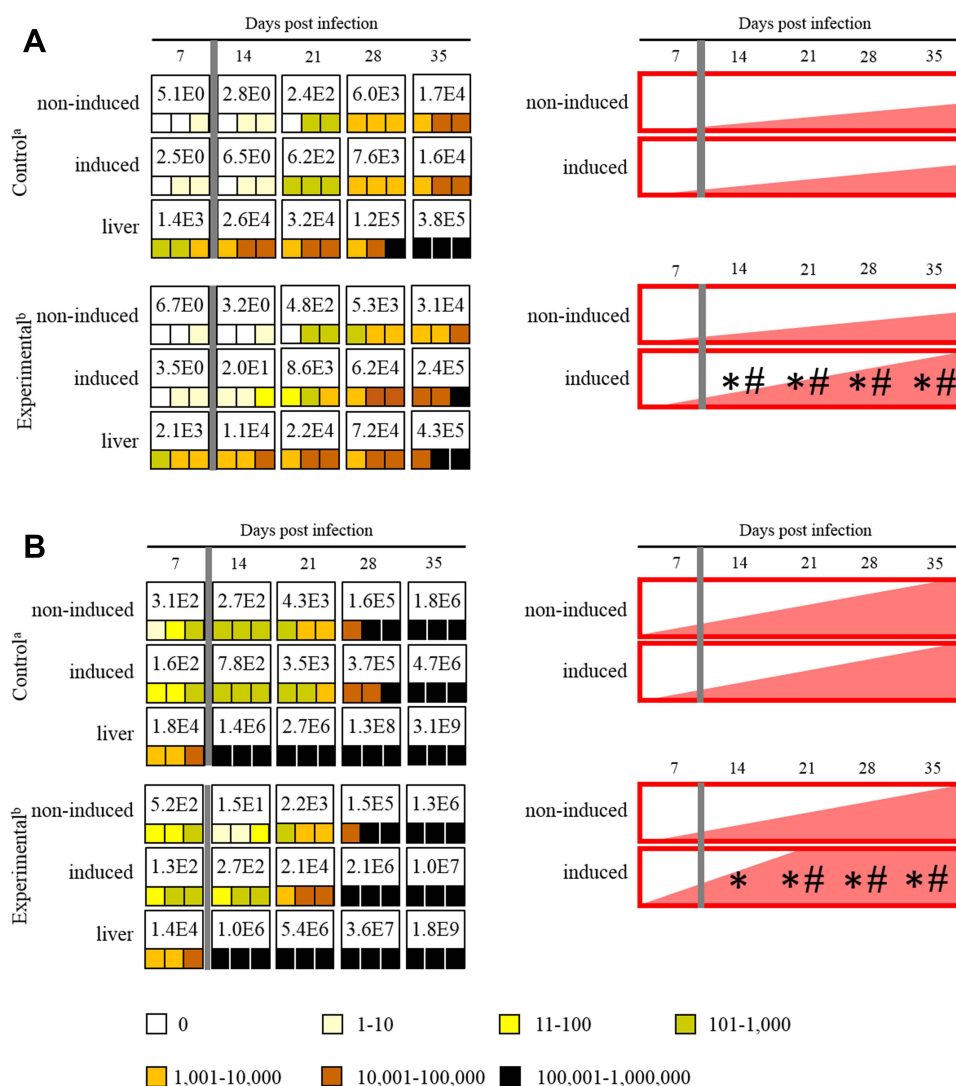 A
Days post infection
7 14 21 28 35
Controlᵃ
non-induced 5.1E0 2.8E0 2.4E2 6.0E3 1.7E4
induced 2.5E0 6.5E0 6.2E2 7.6E3 1.6E4
liver 1.4E3 2.6E4 3.2E4 1.2E5 3.8E5
Experimentalᵇ
non-induced 6.7E0 3.2E0 4.8E2 5.3E3 3.1E4
induced 3.5E0 2.0E1 8.6E3 6.2E4 2.4E5
liver 2.1E3 1.1E4 2.2E4 7.2E4 4.3E5
Days post infection
7 14 21 28 35
non-induced
induced
7 14 21 28 35
non-induced
induced *# *# *# *#
B
Days post infection
7 14 21 28 35
Controlᵃ
non-induced 3.1E2 2.7E2 4.3E3 1.6E5 1.8E6
induced 1.6E2 7.8E2 3.5E3 3.7E5 4.7E6
liver 1.8E4 1.4E6 2.7E6 1.3E8 3.1E9
Experimentalᵇ
non-induced 5.2E2 1.5E1 2.2E3 1.5E5 1.3E6
induced 1.3E2 2.7E2 2.1E4 2.1E6 1.0E7
liver 1.4E4 1.0E6 5.4E6 3.6E7 1.8E9
Days post infection
7 14 21 28 35
non-induced
induced
7 14 21 28 35
non-induced
induced * *# *# *#
0 1-10 11-100 101-1,000
1,001-10,000 10,001-100,000 100,001-1,000,000